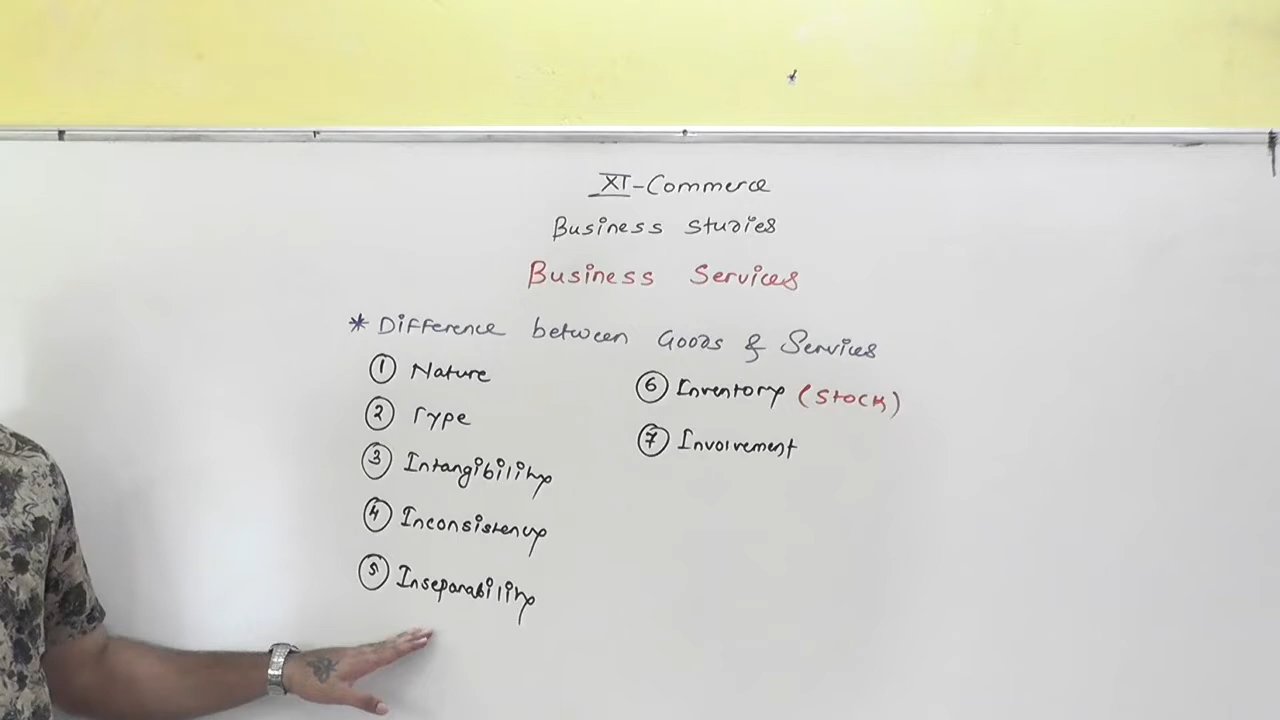 XI-Commerce
Business Studies
Business Services
* Difference between Goods & Services
① Nature
② Type
③ Intangibility
④ Inconsistency
⑤ Inseparability
⑥ Inventory (Stock)
⑦ Involvement